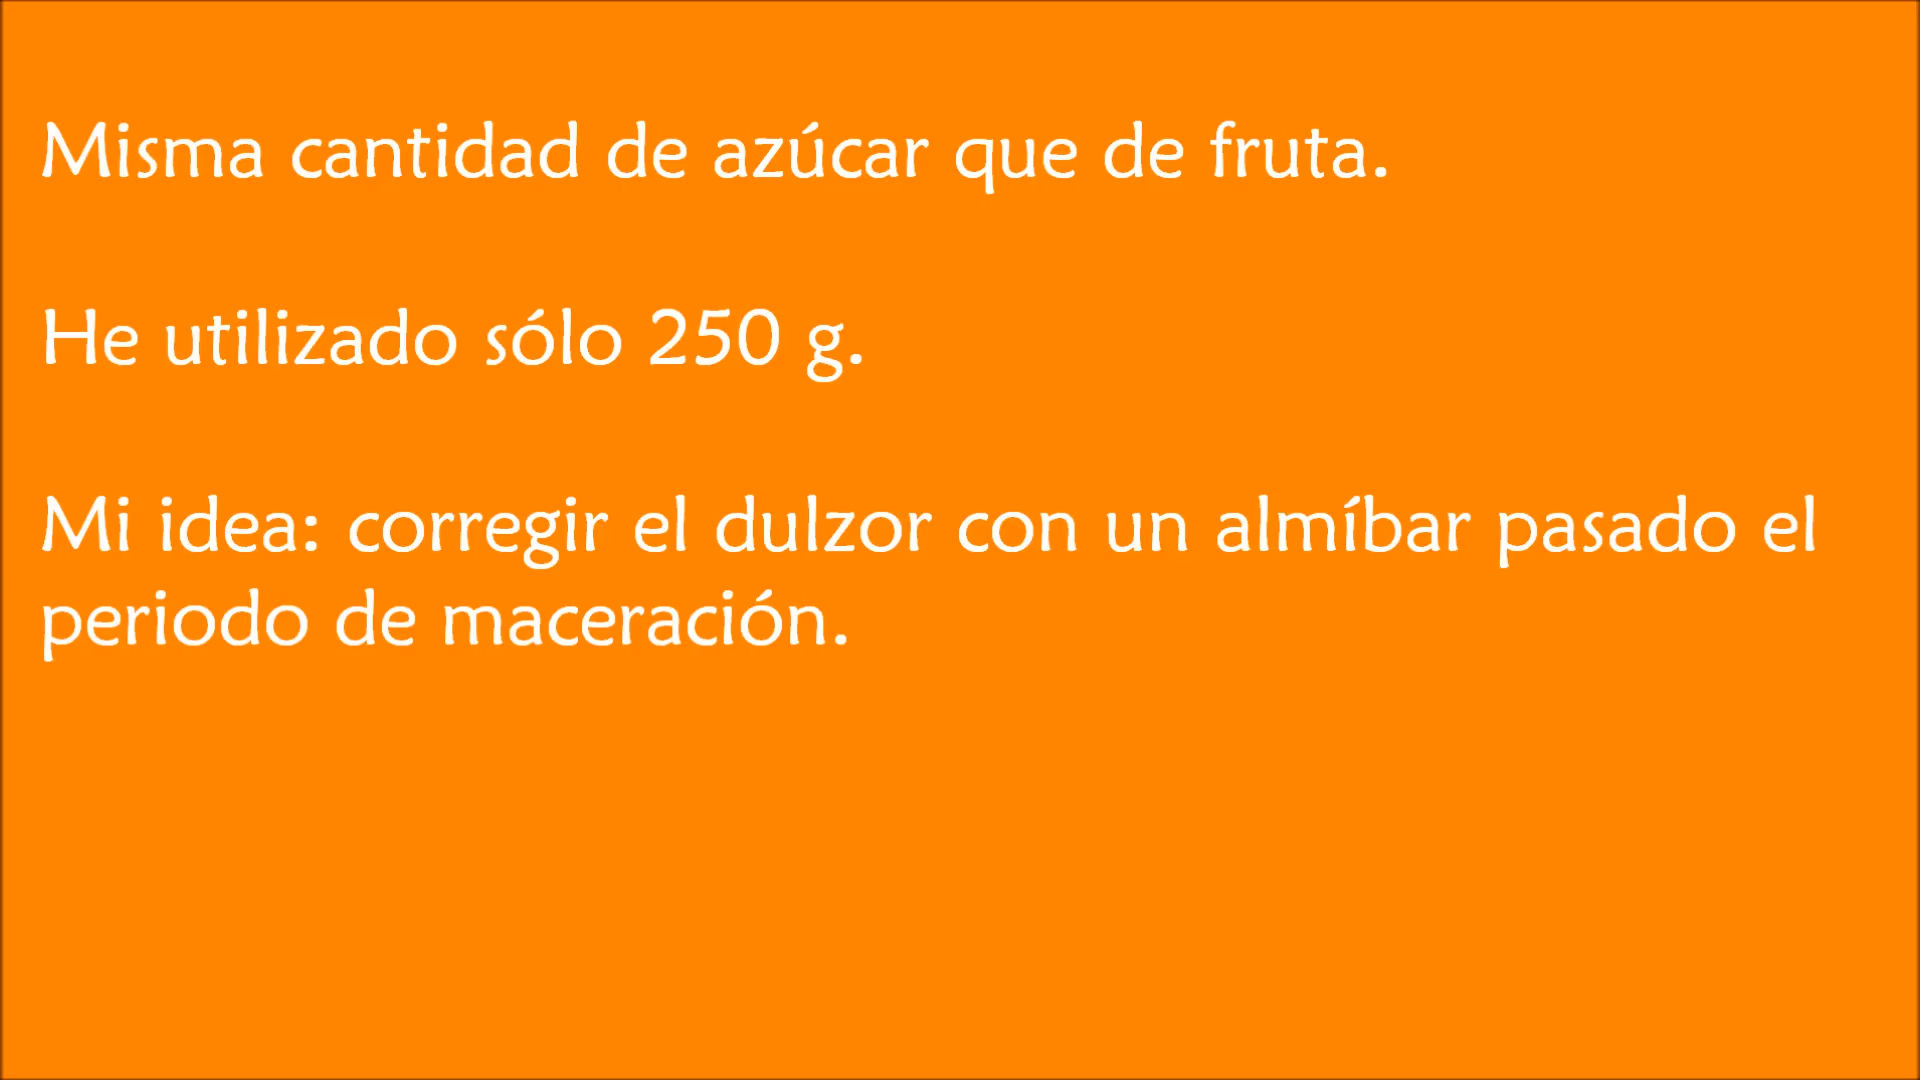 Misma cantidad de azúcar que de fruta.
He utilizado sólo 250 g.
Mi idea: corregir el dulzor con un almíbar pasado el
periodo de maceración.